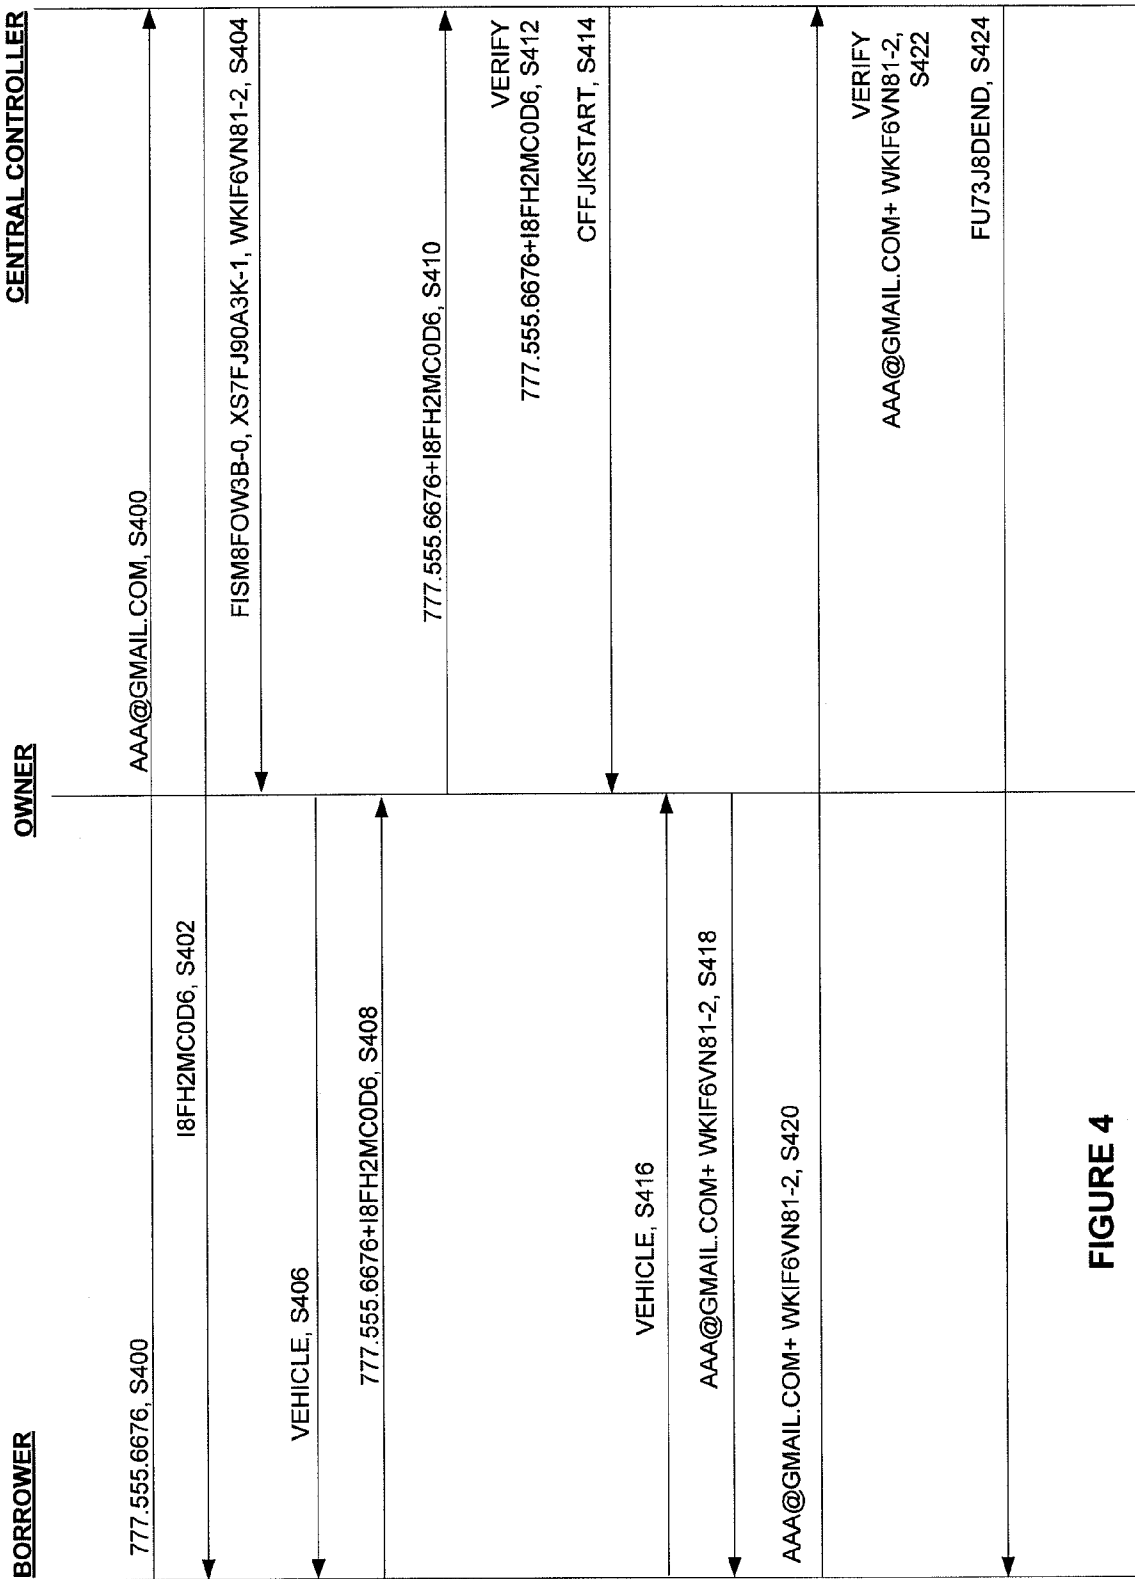 BORROWER
OWNER
CENTRAL CONTROLLER
777.555.6676, S400
AAA@GMAIL.COM, S400
I8FH2MC0D6, S402
FISM8FOW3B-0, XS7FJ90A3K-1, WKIF6VN81-2, S404
VEHICLE, S406
777.555.6676+I8FH2MC0D6, S408
777.555.6676+I8FH2MC0D6, S410
VERIFY
777.555.6676+I8FH2MC0D6, S412
CFFJKSTART, S414
VEHICLE, S416
AAA@GMAIL.COM+ WKIF6VN81-2, S418
AAA@GMAIL.COM+ WKIF6VN81-2, S420
VERIFY
AAA@GMAIL.COM+ WKIF6VN81-2,
S422
FU73J8DEND, S424
FIGURE 4